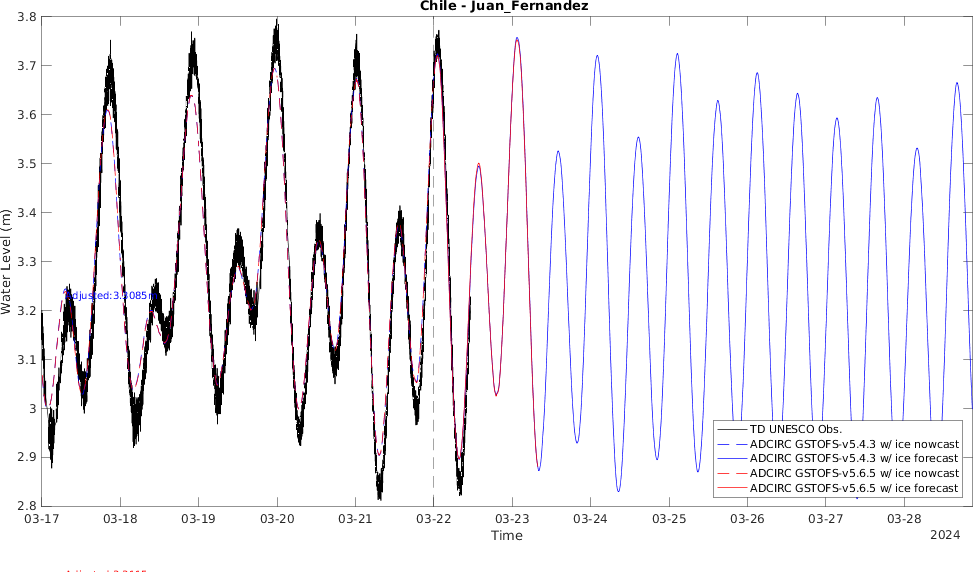 Chile - Juan_Fernandez
Water Level (m)
3.8
3.7
3.6
3.5
3.4
3.3
3.2
3.1
3
2.9
2.8
TD UNESCO Obs.
ADCIRC GSTOFS-v5.4.3 w/ ice nowcast
ADCIRC GSTOFS-v5.4.3 w/ ice forecast
ADCIRC GSTOFS-v5.6.5 w/ ice nowcast
ADCIRC GSTOFS-v5.6.5 w/ ice forecast
03-17 03-18 03-19 03-20 03-21 03-22 03-23 03-24 03-25 03-26 03-27 03-28
Time
2024